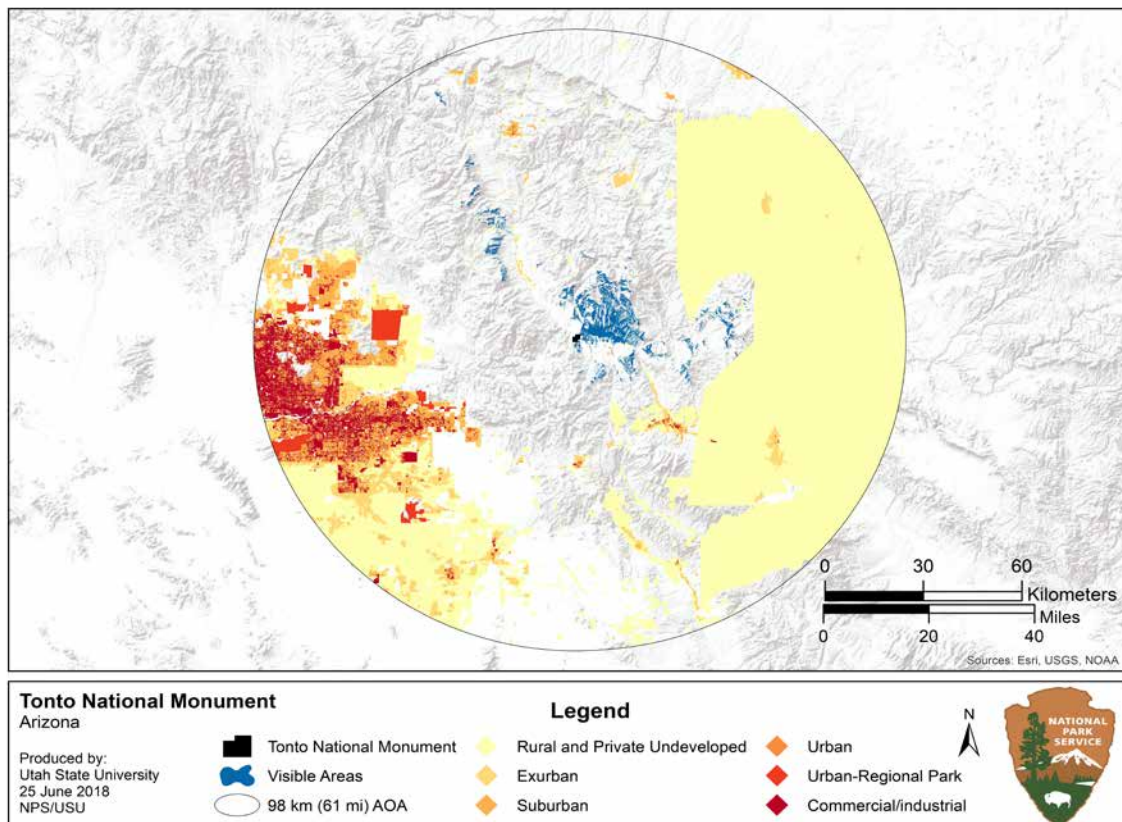 0 30 60
Kilometers
Miles
0 20 40
Sources: Esri, USGS, NOAA
Tonto National Monument
Arizona
Produced by:
Utah State University
25 June 2018
NPS/USU
Legend
Tonto National Monument
Visible Areas
98 km (61 mi) AOA
Rural and Private Undeveloped
Exurban
Suburban
Urban
Urban-Regional Park
Commercial/industrial
N
NATIONAL
PARK
SERVICE